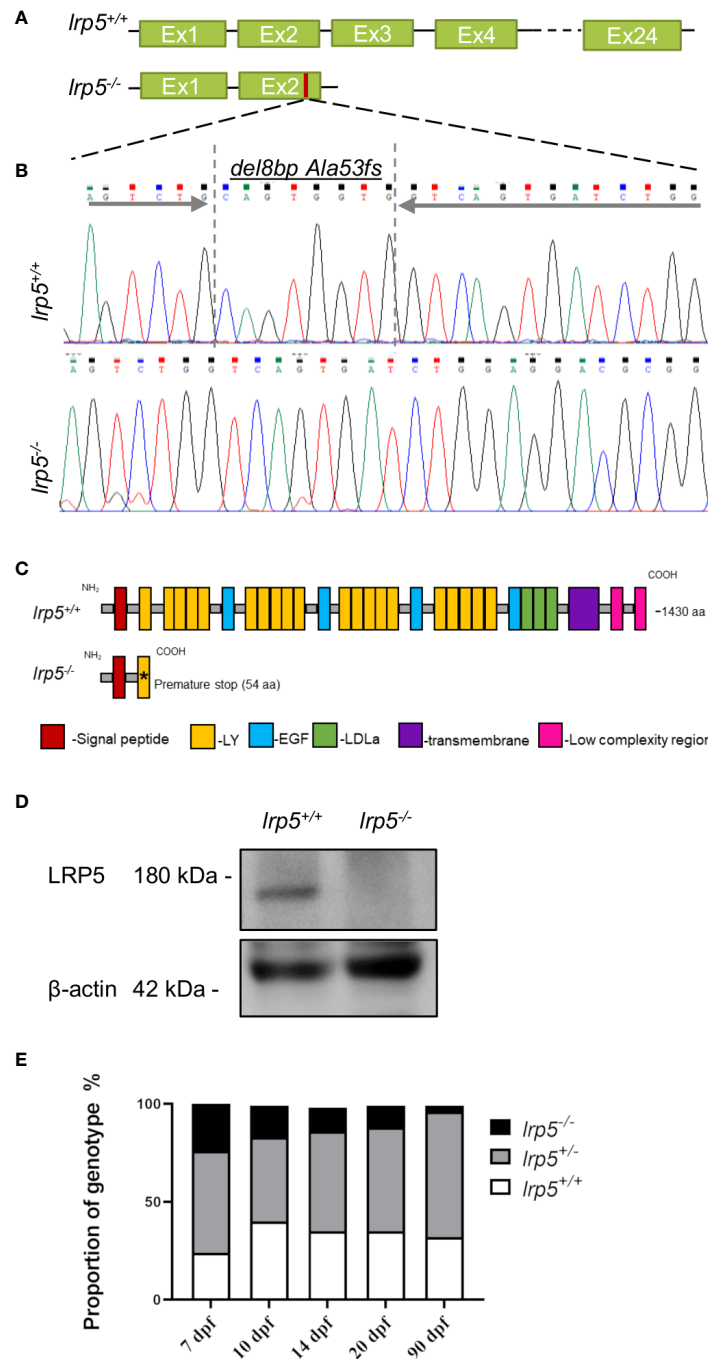 A
lrp5+/+ Ex1 Ex2 Ex3 Ex4 Ex24
lrp5-/- Ex1 Ex2
B
del8bp Ala53fs
A G T C T G C A G T G G T G G T C A G T G A T C T G G
lrp5+/+
A G T C T G G T C A G T G A T C T G G A G G A C G C G G
lrp5-/-
C
NH2 COOH
lrp5+/+ ~1430 aa
NH2 COOH
lrp5-/- * Premature stop (54 aa)
-Signal peptide -LY -EGF -LDLa -transmembrane -Low complexity region
D
lrp5+/+ lrp5-/-
LRP5 180 kDa -
β-actin 42 kDa -
E
Proportion of genotype %
100
50
0
7 dpf 10 dpf 14 dpf 20 dpf 90 dpf
lrp5-/-
lrp5+/-
lrp5+/+